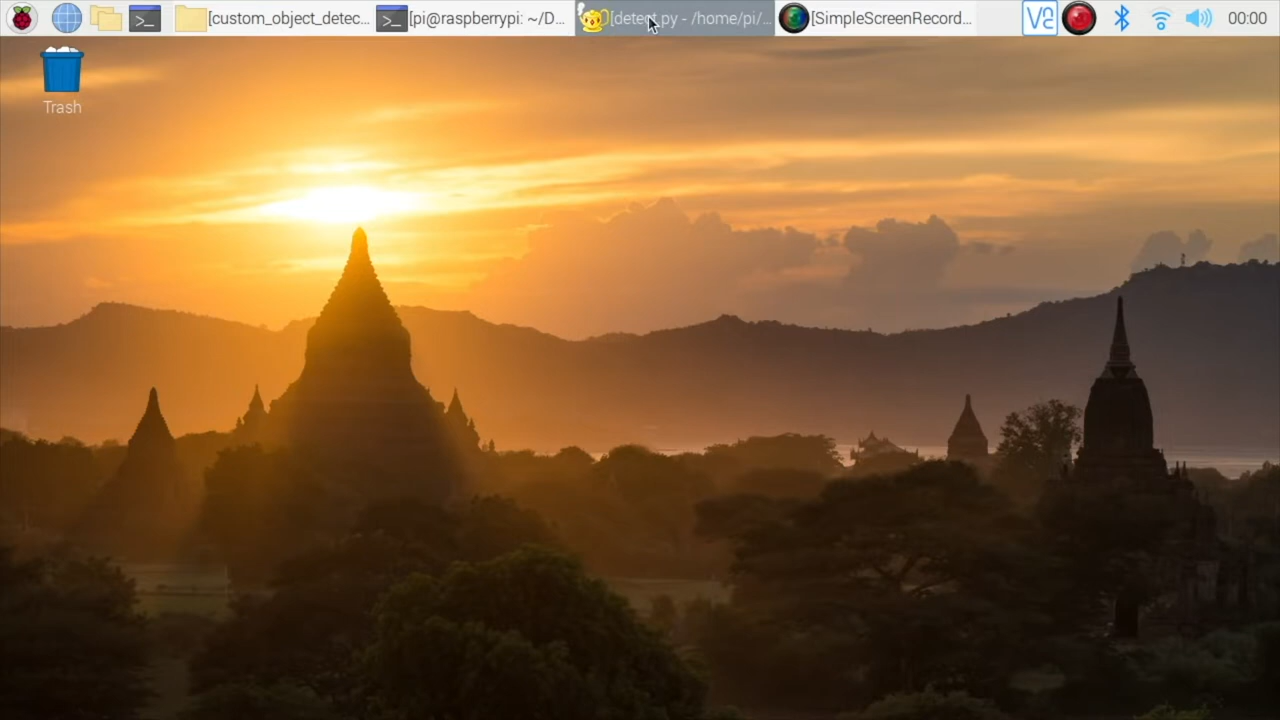 [custom_object_detec...
[pi@raspberrypi: ~/D...
[detect.py - /home/pi/...
[SimpleScreenRecord...
00:00
Trash